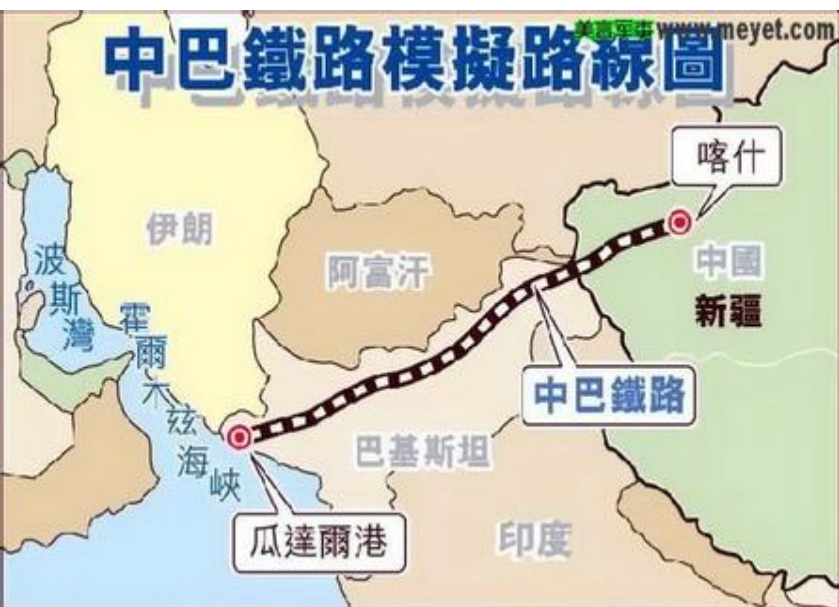 美言军事 www.meyet.com
中巴鐵路模擬路線圖
喀什
伊朗
阿富汗
中國
新疆
波斯灣
霍爾木茲海峽
中巴鐵路
巴基斯坦
瓜達爾港
印度